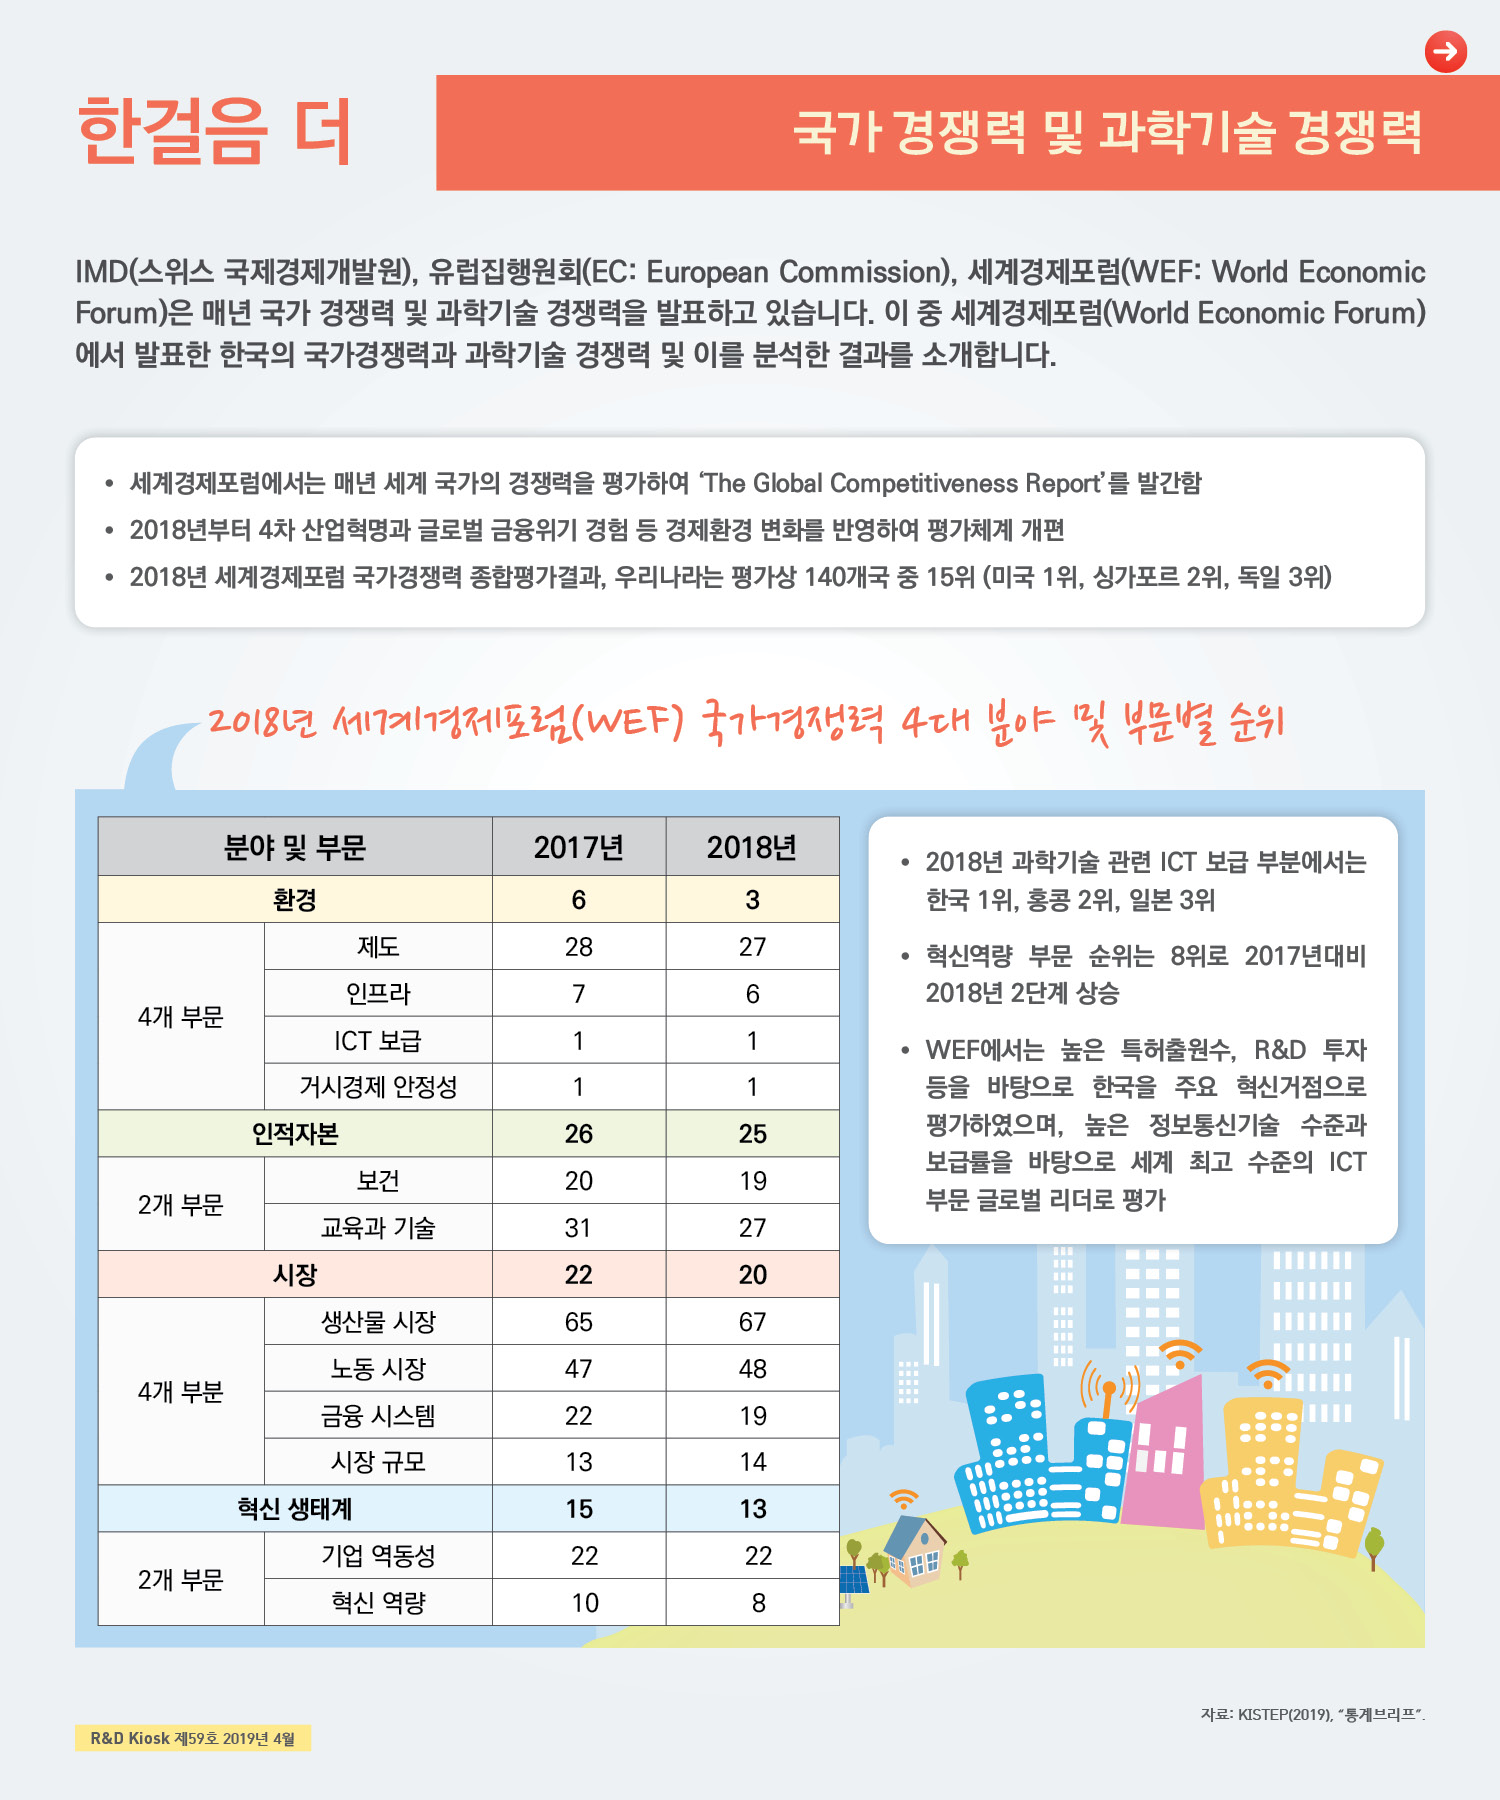 한걸음 더
국가 경쟁력 및 과학기술 경쟁력
IMD(스위스 국제경제개발원), 유럽집행원회(EC: European Commission), 세계경제포럼(WEF: World Economic
Forum)은 매년 국가 경쟁력 및 과학기술 경쟁력을 발표하고 있습니다. 이 중 세계경제포럼(World Economic Forum)
에서 발표한 한국의 국가경쟁력과 과학기술 경쟁력 및 이를 분석한 결과를 소개합니다.
• 세계경제포럼에서는 매년 세계 국가의 경쟁력을 평가하여 ‘The Global Competitiveness Report’를 발간함
• 2018년부터 4차 산업혁명과 글로벌 금융위기 경험 등 경제환경 변화를 반영하여 평가체계 개편
• 2018년 세계경제포럼 국가경쟁력 종합평가결과, 우리나라는 평가상 140개국 중 15위 (미국 1위, 싱가포르 2위, 독일 3위)
2018년 세계경제포럼(WEF) 국가경쟁력 4대 분야 및 부문별 순위
분야 및 부문 2017년 2018년
환경 6 3
4개 부문
제도 28 27
인프라 7 6
ICT 보급 1 1
거시경제 안정성 1 1
인적자본 26 25
2개 부문
보건 20 19
교육과 기술 31 27
시장 22 20
4개 부분
생산물 시장 65 67
노동 시장 47 48
금융 시스템 22 19
시장 규모 13 14
혁신 생태계 15 13
2개 부문
기업 역동성 22 22
혁신 역량 10 8
• 2018년 과학기술 관련 ICT 보급 부분에서는
한국 1위, 홍콩 2위, 일본 3위
• 혁신역량 부문 순위는 8위로 2017년대비
2018년 2단계 상승
• WEF에서는 높은 특허출원수, R&D 투자
등을 바탕으로 한국을 주요 혁신거점으로
평가하였으며, 높은 정보통신기술 수준과
보급률을 바탕으로 세계 최고 수준의 ICT
부문 글로벌 리더로 평가
자료: KISTEP(2019), “통계브리프”.
R&D Kiosk 제59호 2019년 4월